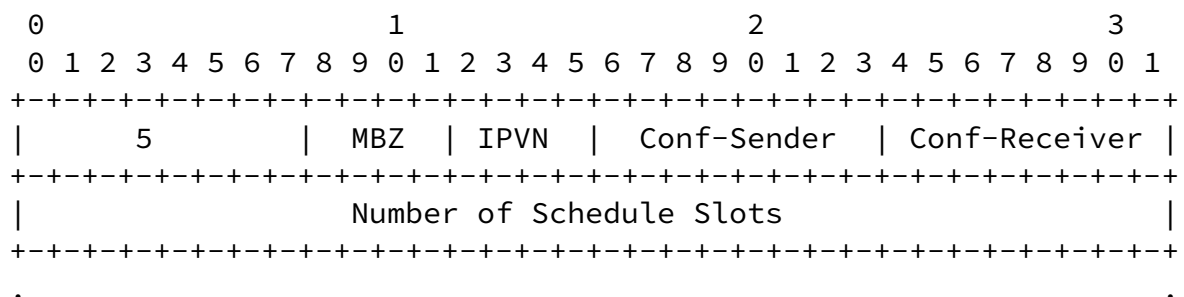 0                   1                   2                   3
 0 1 2 3 4 5 6 7 8 9 0 1 2 3 4 5 6 7 8 9 0 1 2 3 4 5 6 7 8 9 0 1
+-+-+-+-+-+-+-+-+-+-+-+-+-+-+-+-+-+-+-+-+-+-+-+-+-+-+-+-+-+-+-+-+
|      5        |  MBZ  | IPVN  |  Conf-Sender  | Conf-Receiver |
+-+-+-+-+-+-+-+-+-+-+-+-+-+-+-+-+-+-+-+-+-+-+-+-+-+-+-+-+-+-+-+-+
|                  Number of Schedule Slots                     |
+-+-+-+-+-+-+-+-+-+-+-+-+-+-+-+-+-+-+-+-+-+-+-+-+-+-+-+-+-+-+-+-+
.                                                               .